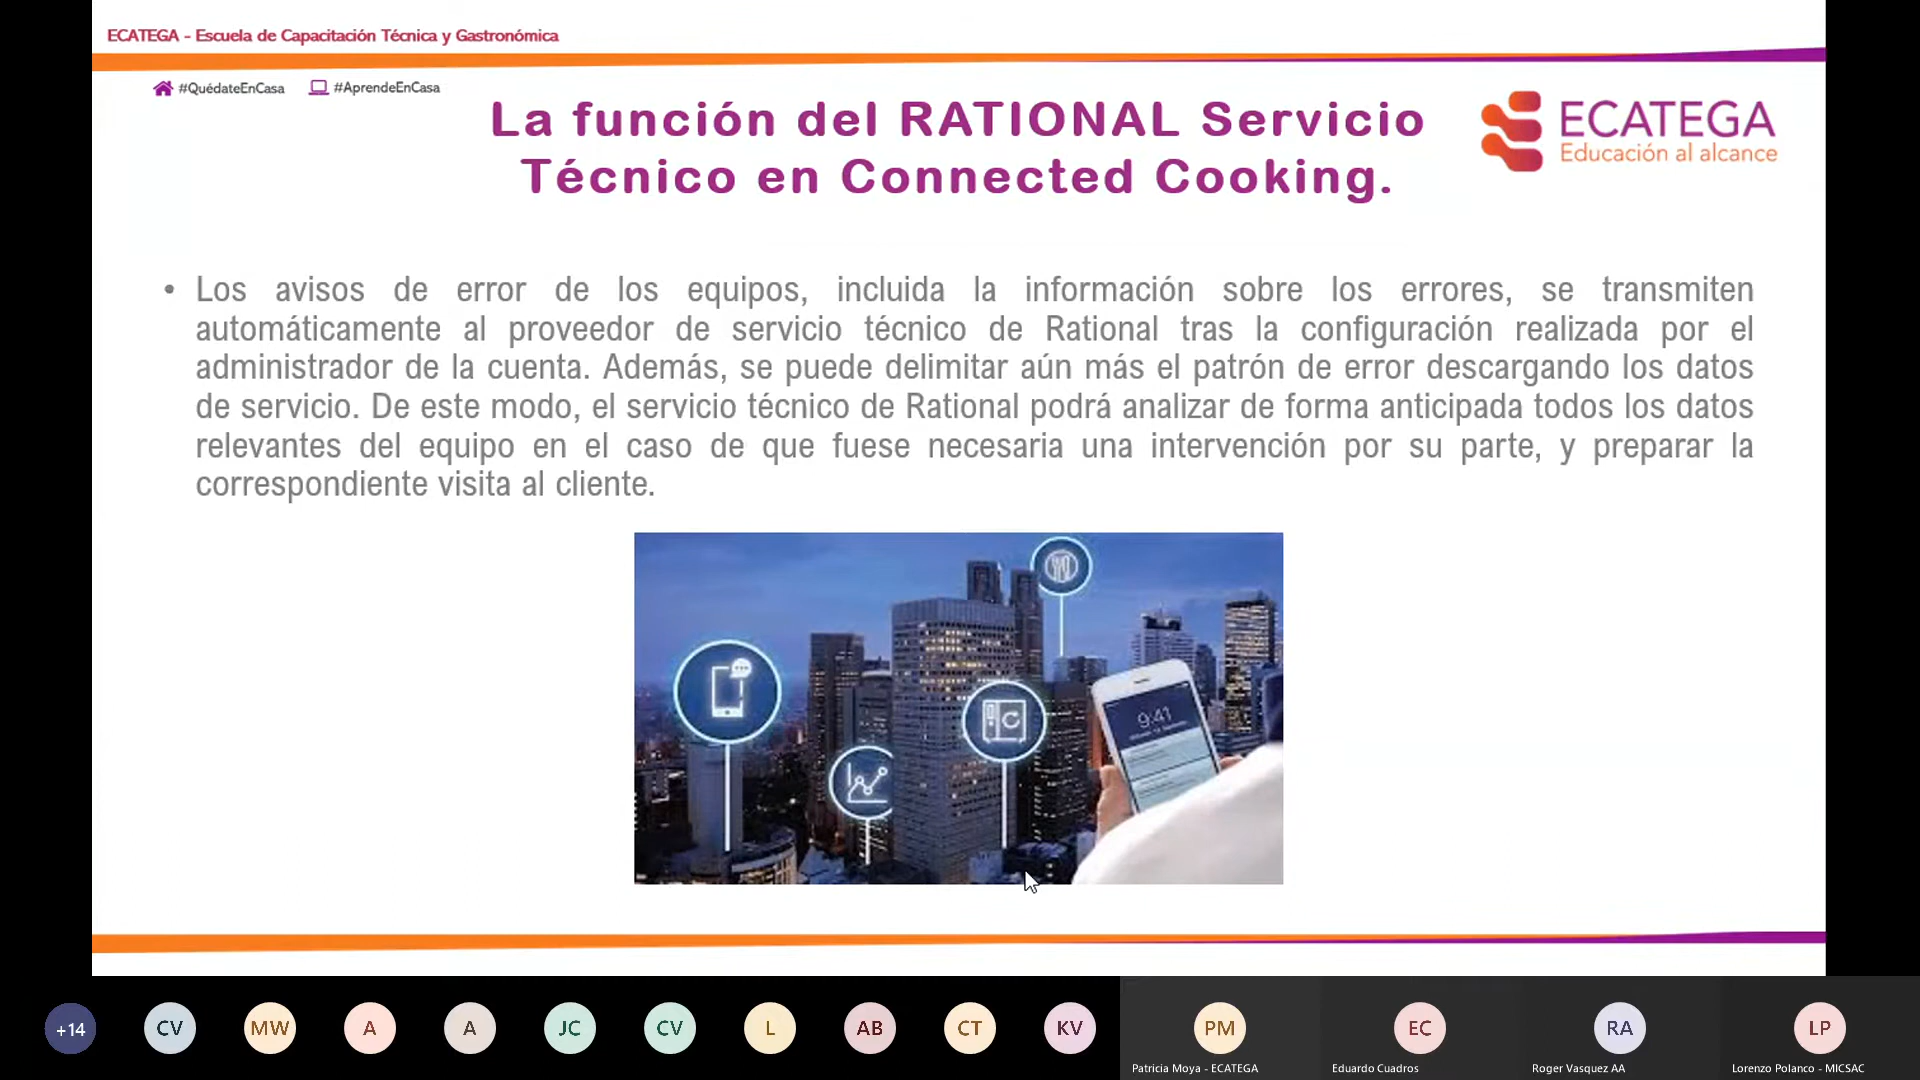 ECATEGA - Escuela de Capacitación Técnica y Gastronómica
#QuédateEnCasa #AprendeEnCasa
La función del RATIONAL Servicio
Técnico en Connected Cooking.
ECATEGA
Educación al alcance
• Los avisos de error de los equipos, incluida la información sobre los errores, se transmiten
automáticamente al proveedor de servicio técnico de Rational tras la configuración realizada por el
administrador de la cuenta. Además, se puede delimitar aún más el patrón de error descargando los datos
de servicio. De este modo, el servicio técnico de Rational podrá analizar de forma anticipada todos los datos
relevantes del equipo en el caso de que fuese necesaria una intervención por su parte, y preparar la
correspondiente visita al cliente.
9:41
+14 CV MW A A JC CV L AB CT KV PM EC RA LP
Patricia Moya - ECATEGA Eduardo Cuadros Roger Vasquez AA Lorenzo Polanco - MICSAC